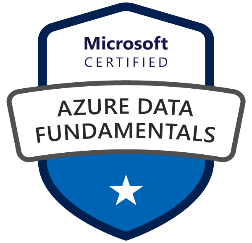 Microsoft
CERTIFIED
AZURE DATA
FUNDAMENTALS